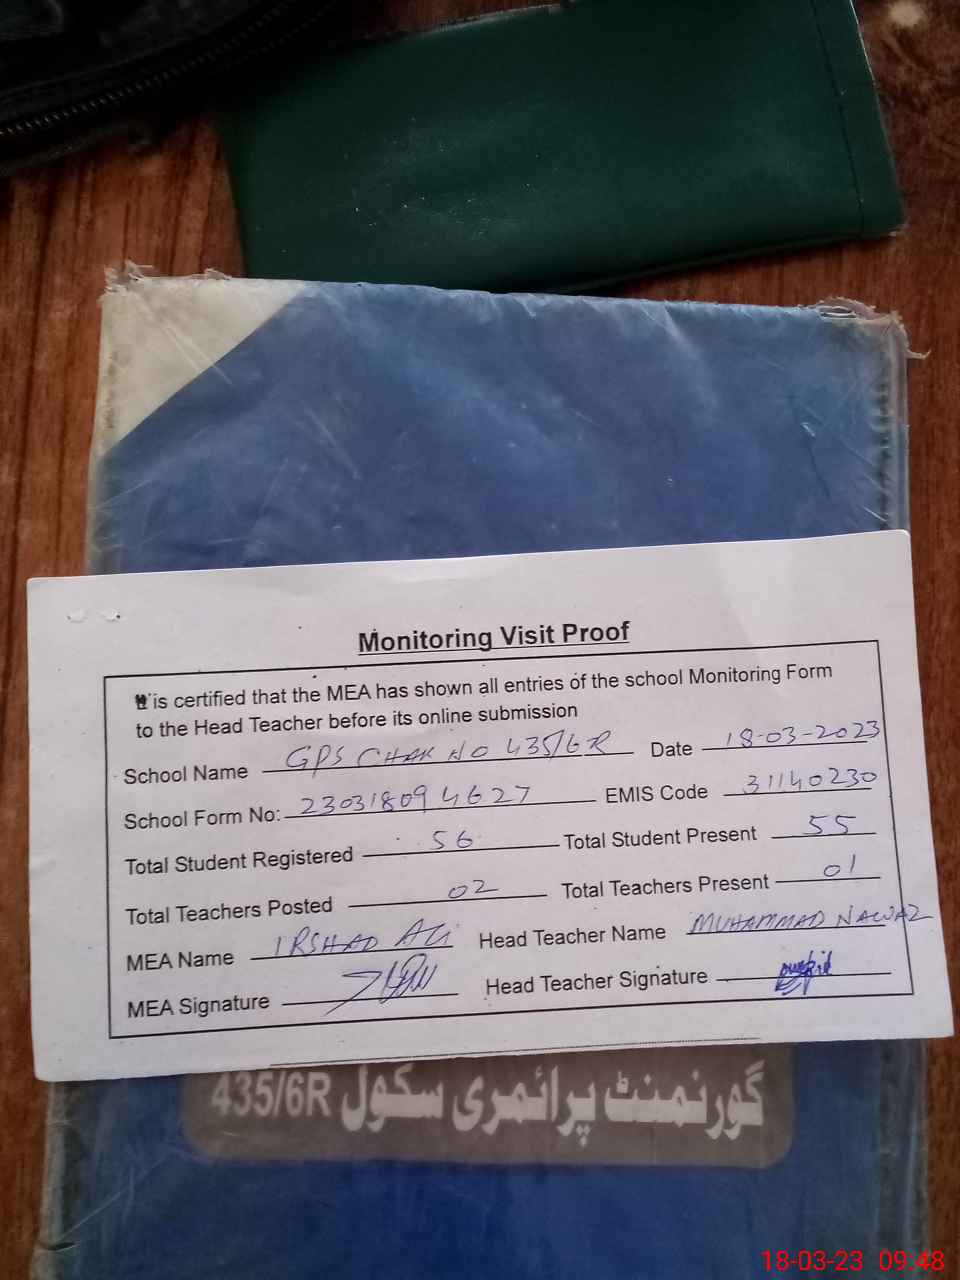 Monitoring Visit Proof
It is certified that the MEA has shown all entries of the school Monitoring Form
to the Head Teacher before its online submission
School Name GPS CHAK NO 435/6R Date 18-03-2023
School Form No: 230318094627 EMIS Code 31140230
Total Student Registered 56 Total Student Present 55
Total Teachers Posted 02 Total Teachers Present 01
MEA Name IRSHAD ALI Head Teacher Name MUHAMMAD NAWAZ
MEA Signature Head Teacher Signature
گورنمنٹ پرائمری سکول 435/6R
18-03-23 09:48